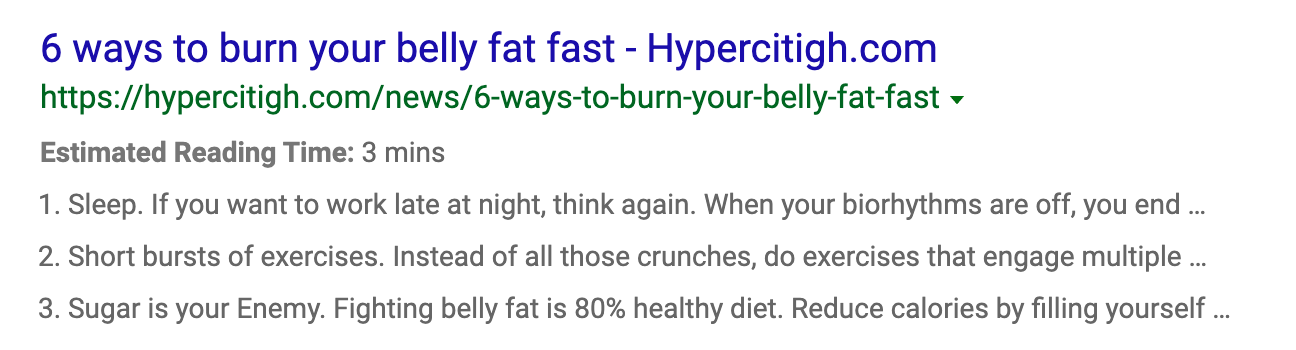 6 ways to burn your belly fat fast - Hypercitigh.com
https://hypercitigh.com/news/6-ways-to-burn-your-belly-fat-fast
Estimated Reading Time: 3 mins
1. Sleep. If you want to work late at night, think again. When your biorhythms are off, you end ...
2. Short bursts of exercises. Instead of all those crunches, do exercises that engage multiple ...
3. Sugar is your Enemy. Fighting belly fat is 80% healthy diet. Reduce calories by filling yourself ...